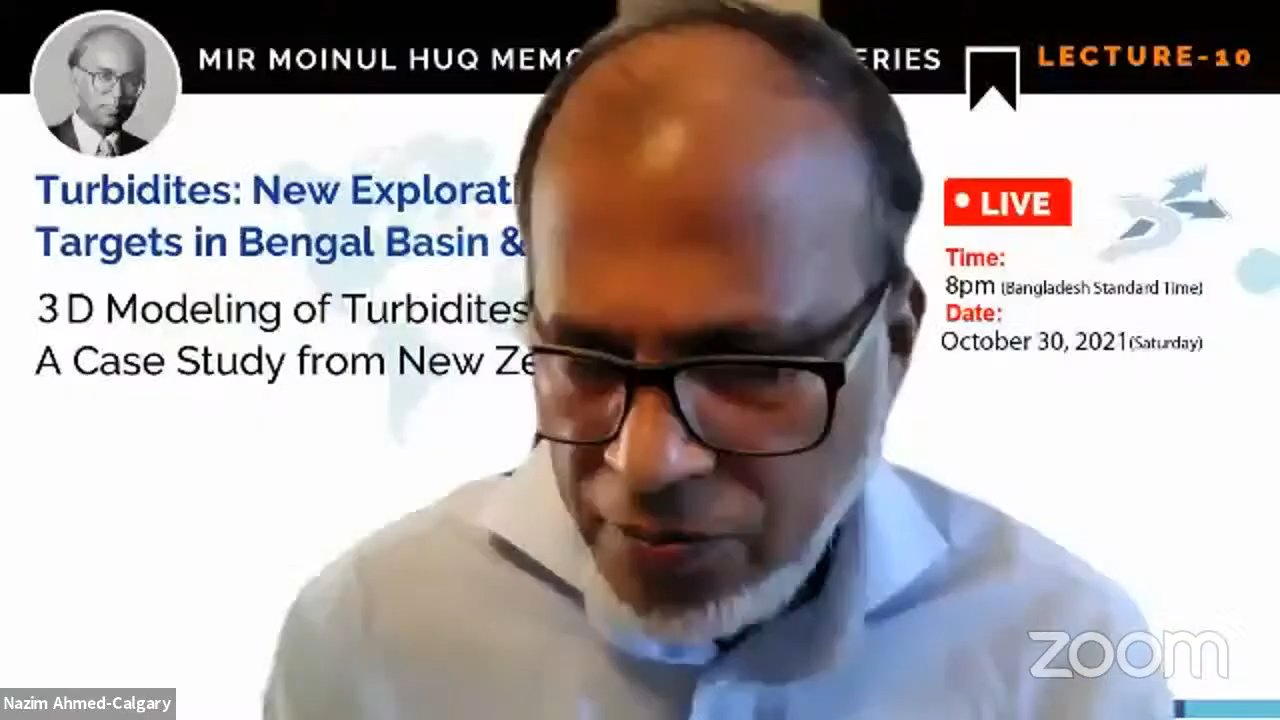 MIR MOINUL HUQ MEMO ERIES
LECTURE-10
Turbidites: New Explorati
Targets in Bengal Basin &
3D Modeling of Turbidites
A Case Study from New Ze
LIVE
Time:
8pm (Bangladesh Standard Time)
Date:
October 30, 2021 (Saturday)
zoom
Nazim Ahmed-Calgary